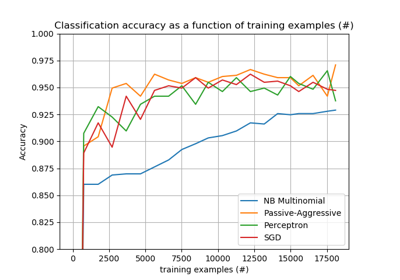 Classification accuracy as a function of training examples (#)
1.000
0.975
0.950
0.925
0.900
0.875
0.850
0.825
0.800
Accuracy
NB Multinomial
Passive-Aggressive
Perceptron
SGD
0 2500 5000 7500 10000 12500 15000 17500
training examples (#)